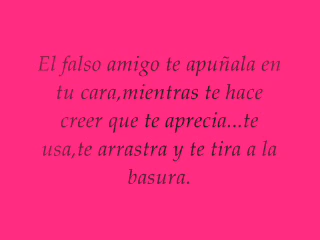 El falso amigo te apuñala en
tu cara,mientras te hace
creer que te aprecia...te
usa,te arrastra y te tira a la
basura.